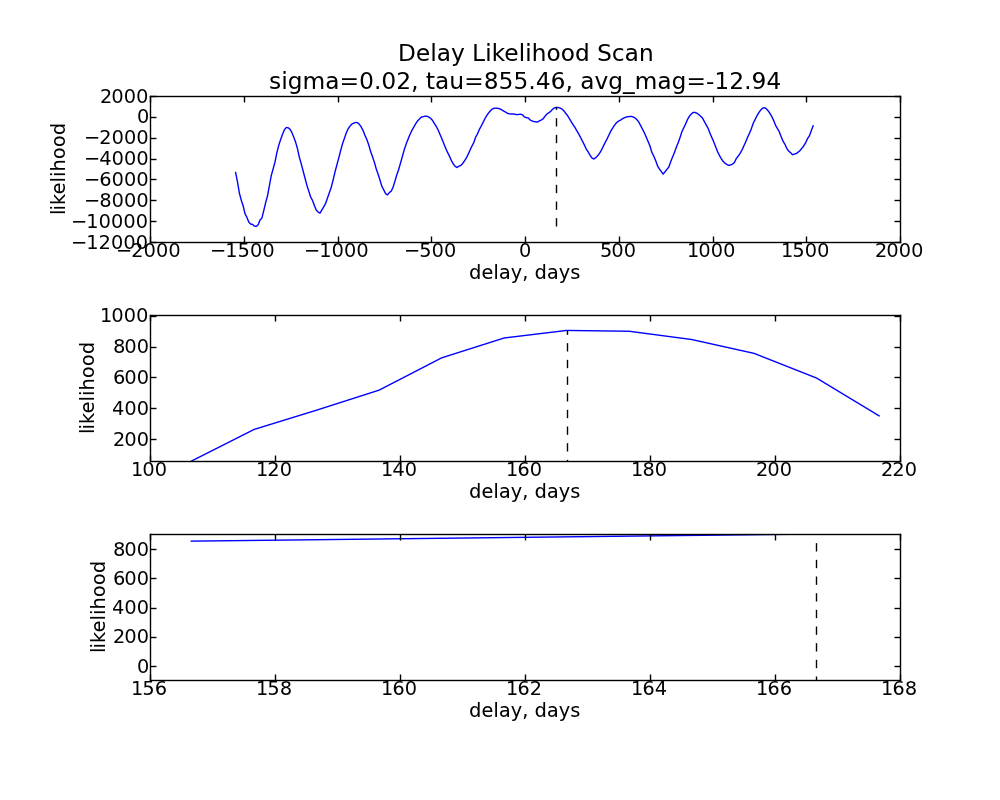 Delay Likelihood Scan
sigma=0.02, tau=855.46, avg_mag=-12.94
2000
0
−2000
−4000
−6000
−8000
−10000
−12000
likelihood
−2000 −1500 −1000 −500 0 500 1000 1500 2000
delay, days
1000
800
600
400
200
likelihood
100 120 140 160 180 200 220
delay, days
800
600
400
200
0
likelihood
156 158 160 162 164 166 168
delay, days